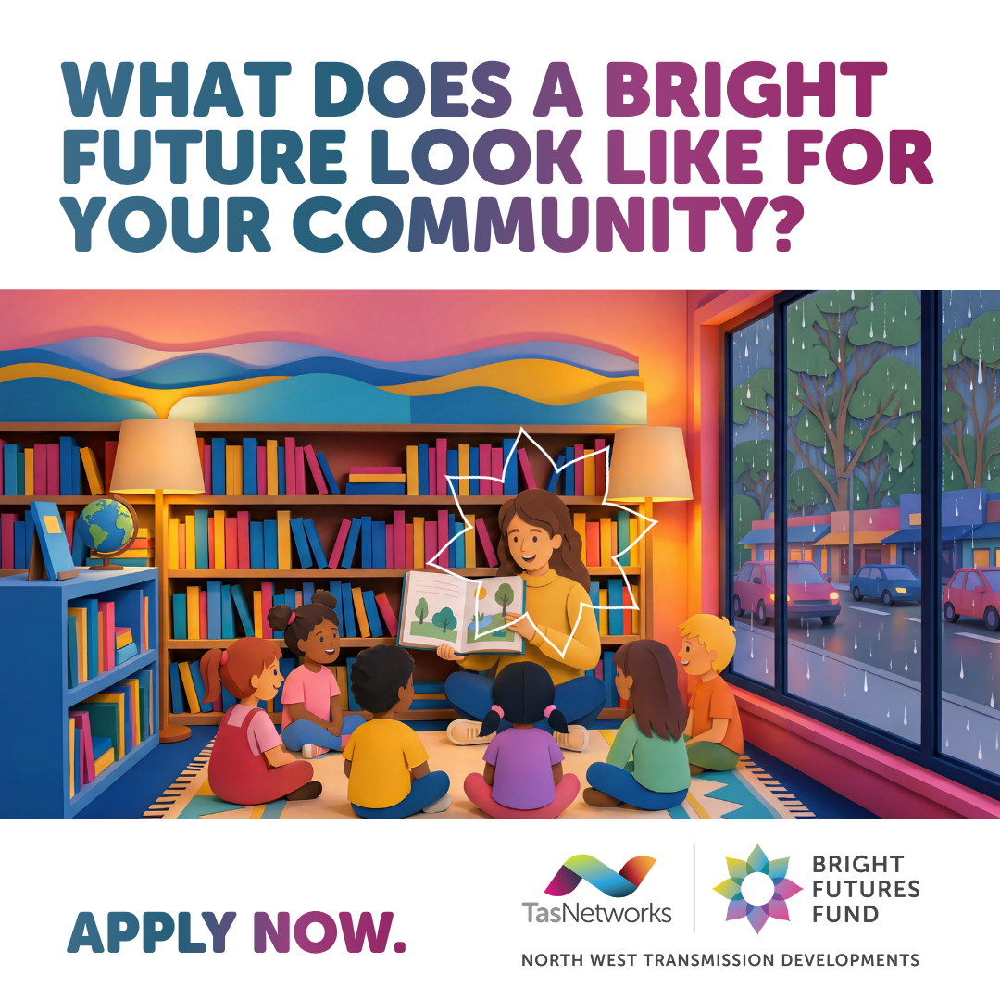 WHAT DOES A BRIGHT
FUTURE LOOK LIKE FOR
YOUR COMMUNITY?
APPLY NOW.
TasNetworks
BRIGHT
FUTURES
FUND
NORTH WEST TRANSMISSION DEVELOPMENTS